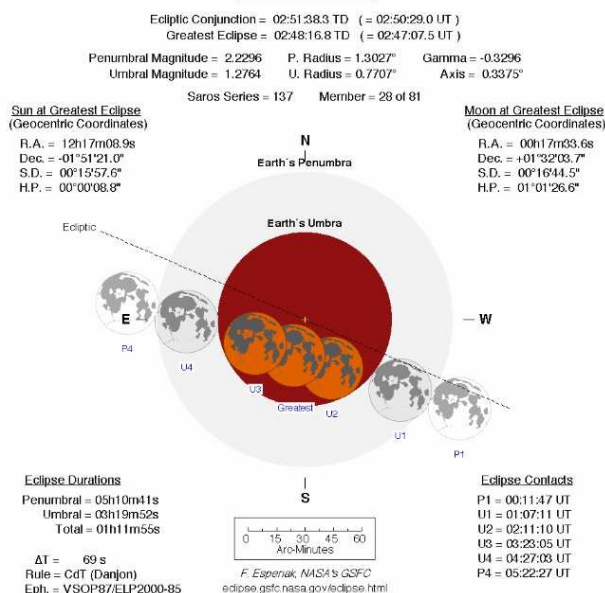 Ecliptic Conjunction = 02:51:38.3 TD ( = 02:50:29.0 UT )
Greatest Eclipse = 02:48:16.8 TD ( = 02:47:07.5 UT )
Penumbral Magnitude = 2.2296 P. Radius = 1.3027° Gamma = -0.3296
Umbral Magnitude = 1.2764 U. Radius = 0.7707° Axis = 0.3375°
Saros Series = 137 Member = 28 of 81
Sun at Greatest Eclipse
(Geocentric Coordinates)
R.A. = 12h17m08.9s
Dec. = -01°51'21.0"
S.D. = 00°15'57.6"
H.P. = 00°00'08.8"
Moon at Greatest Eclipse
(Geocentric Coordinates)
R.A. = 00h17m33.6s
Dec. = +01°32'03.7"
S.D. = 00°16'44.5"
H.P. = 01°01'26.6"
N
Earth's Penumbra
Earth's Umbra
Ecliptic
E
W
P4
U4
U3
Greatest
U2
U1
P1
S
Eclipse Durations
Penumbral = 05h10m41s
Umbral = 03h19m52s
Total = 01h11m55s
ΔT = 69 s
Rule = CdT (Danjon)
Eph. = VSOP87/ELP2000-85
0 15 30 45 60
Arc-Minutes
F. Espenak, NASA's GSFC
eclipse.gsfc.nasa.gov/eclipse.html
Eclipse Contacts
P1 = 00:11:47 UT
U1 = 01:07:11 UT
U2 = 02:11:10 UT
U3 = 03:23:05 UT
U4 = 04:27:03 UT
P4 = 05:22:27 UT